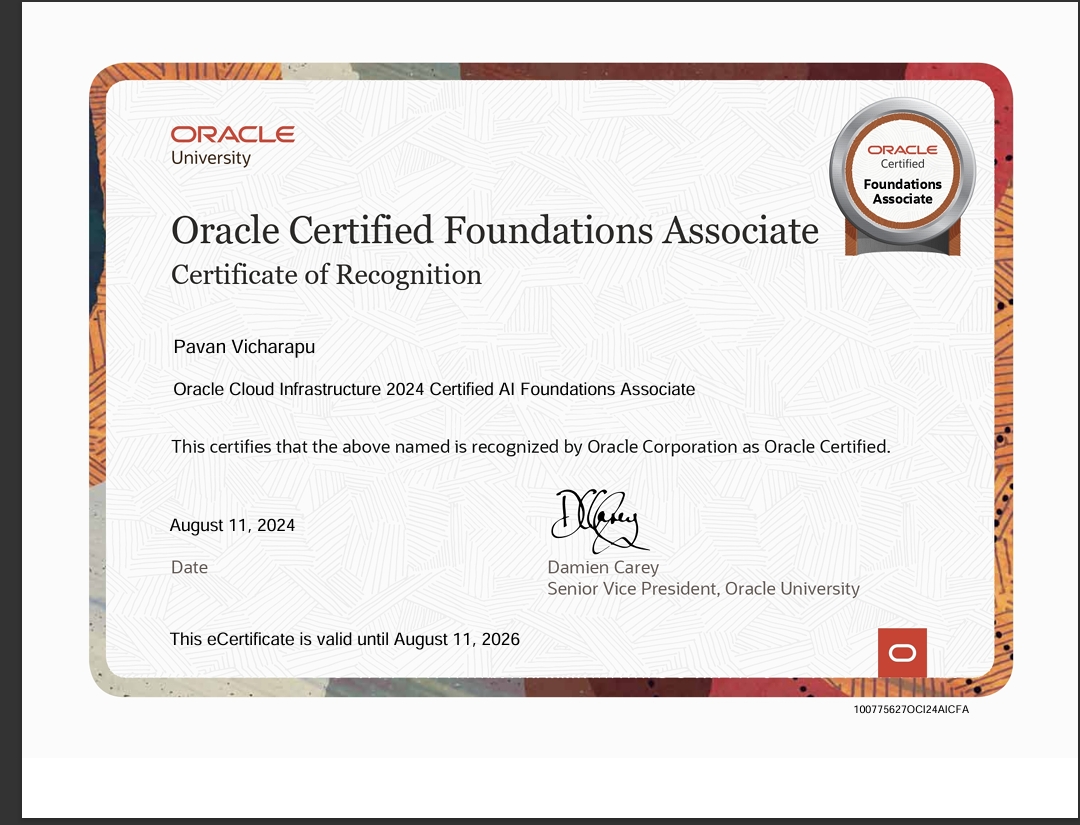 ORACLE
University
ORACLE
Certified
Foundations
Associate
Oracle Certified Foundations Associate
Certificate of Recognition
Pavan Vicharapu
Oracle Cloud Infrastructure 2024 Certified AI Foundations Associate
This certifies that the above named is recognized by Oracle Corporation as Oracle Certified.
August 11, 2024
Date
DCarey
Damien Carey
Senior Vice President, Oracle University
This eCertificate is valid until August 11, 2026
100775627OCI24AICFA